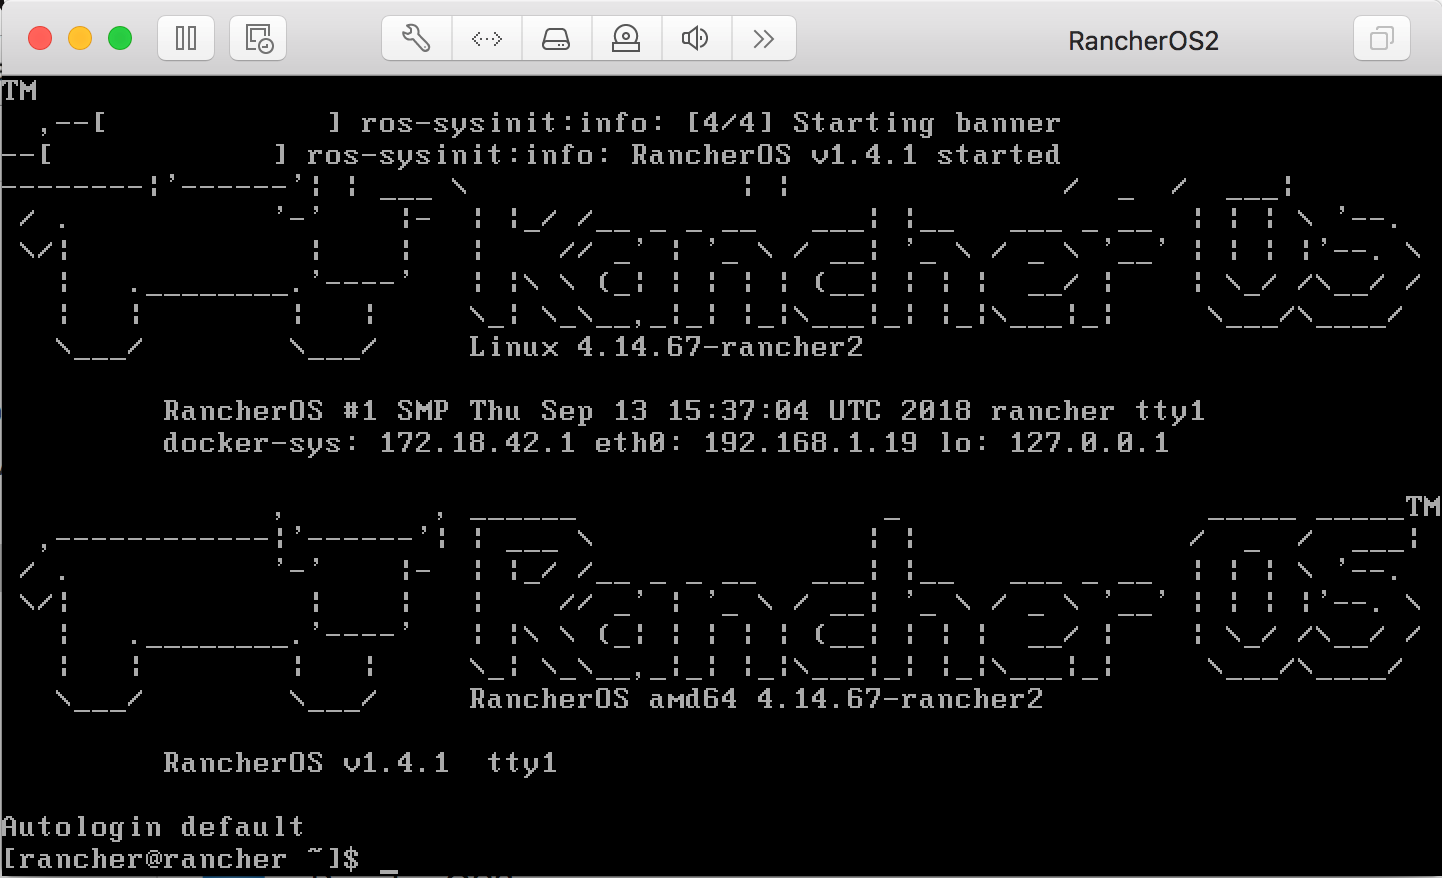 RancherOS2
TM
,--[            ] ros-sysinit:info: [4/4] Starting banner
--[            ] ros-sysinit:info: RancherOS v1.4.1 started
RancherOS
Linux 4.14.67-rancher2
RancherOS #1 SMP Thu Sep 13 15:37:04 UTC 2018 rancher tty1
docker-sys: 172.18.42.1 eth0: 192.168.1.19 lo: 127.0.0.1
TM
RancherOS
RancherOS amd64 4.14.67-rancher2
RancherOS v1.4.1  tty1
Autologin default
[rancher@rancher ~]$